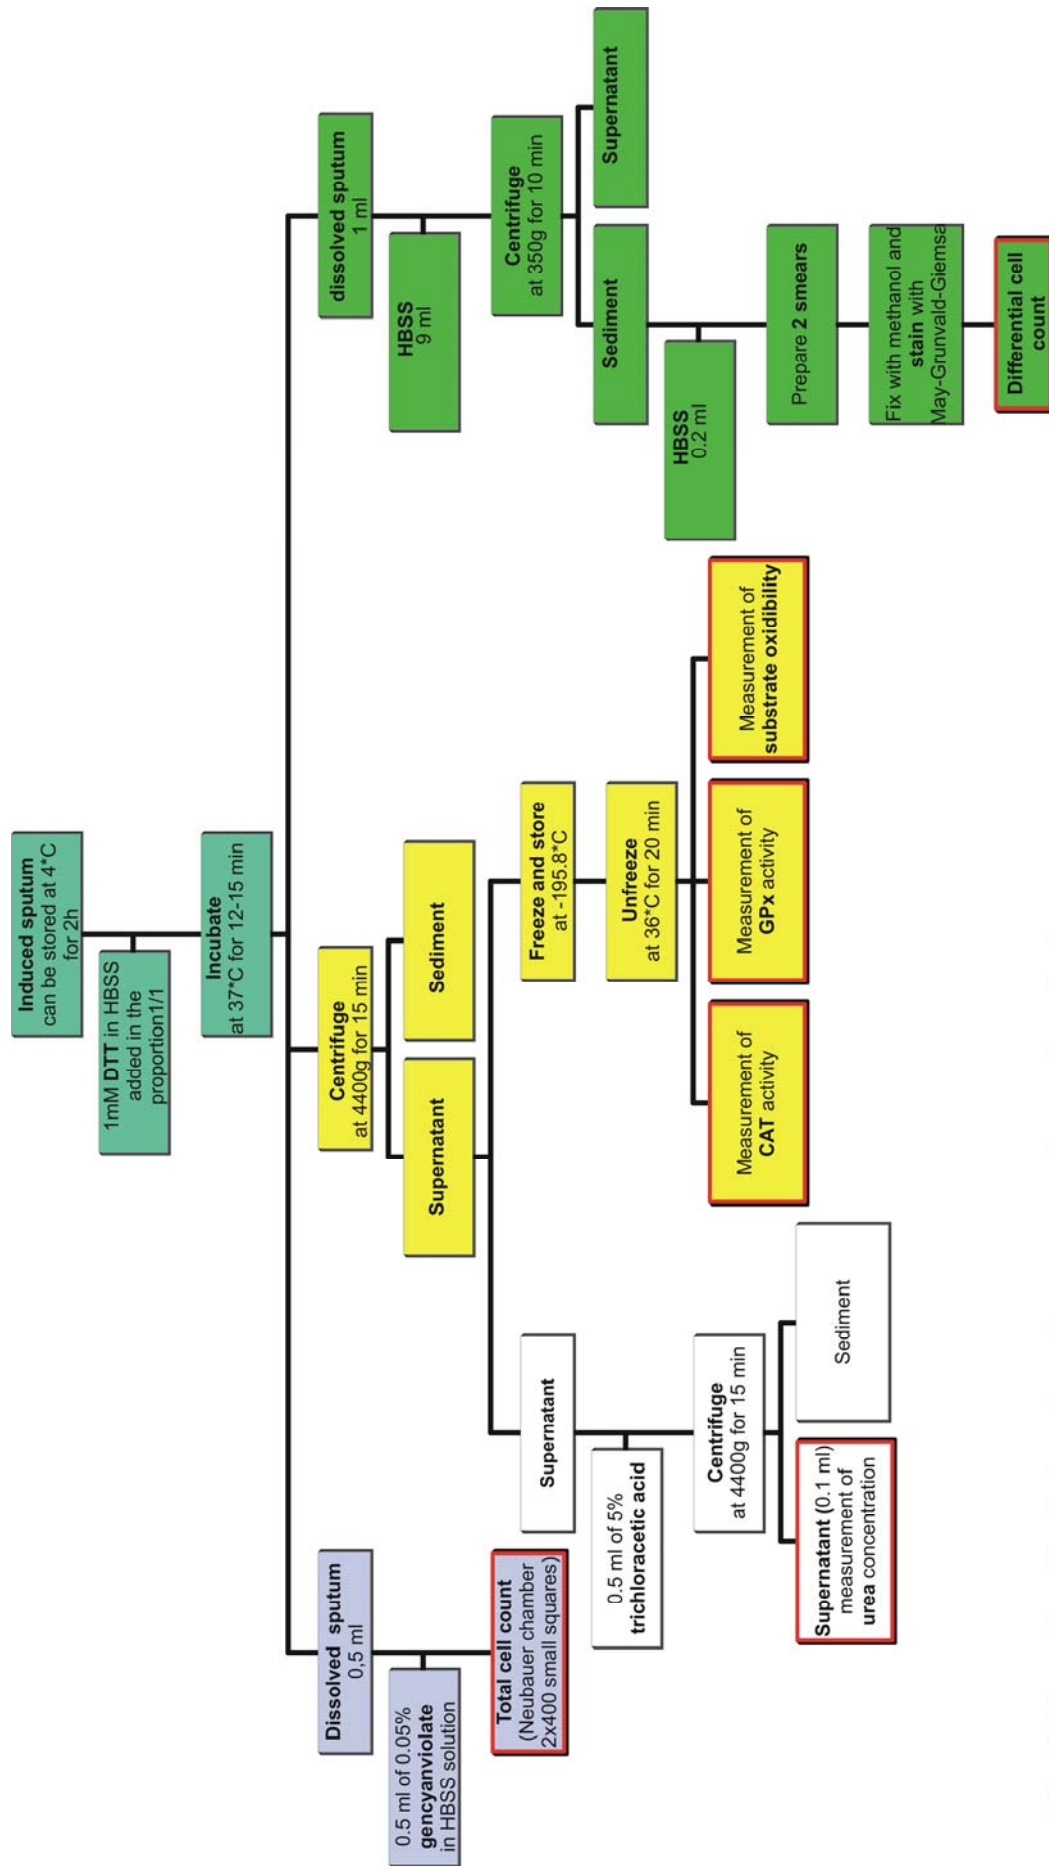 Induced sputum
can be stored at 4*C
for 2h
1mM DTT in HBSS
added in the
proportion1/1
Incubate
at 37*C for 12-15 min
Dissolved sputum
0,5 ml
0.5 ml of 0.05%
gencyanviolate
in HBSS solution
Total cell count
(Neubauer chamber
2x400 small squares)
Centrifuge
at 4400g for 15 min
Supernatant
Sediment
Supernatant
0.5 ml of 5%
trichloracetic acid
Centrifuge
at 4400g for 15 min
Supernatant (0.1 ml)
measurement of
urea concentration
Sediment
Freeze and store
at -195.8*C
Unfreeze
at 36*C for 20 min
Measurement of
CAT activity
Measurement of
GPx activity
Measurement of
substrate oxidibility
dissolved sputum
1 ml
HBSS
9 ml
Centrifuge
at 350g for 10 min
Sediment
Supernatant
HBSS
0.2 ml
Prepare 2 smears
Fix with methanol and
stain with
May-Grunvald-Giemsa
Differential cell
count